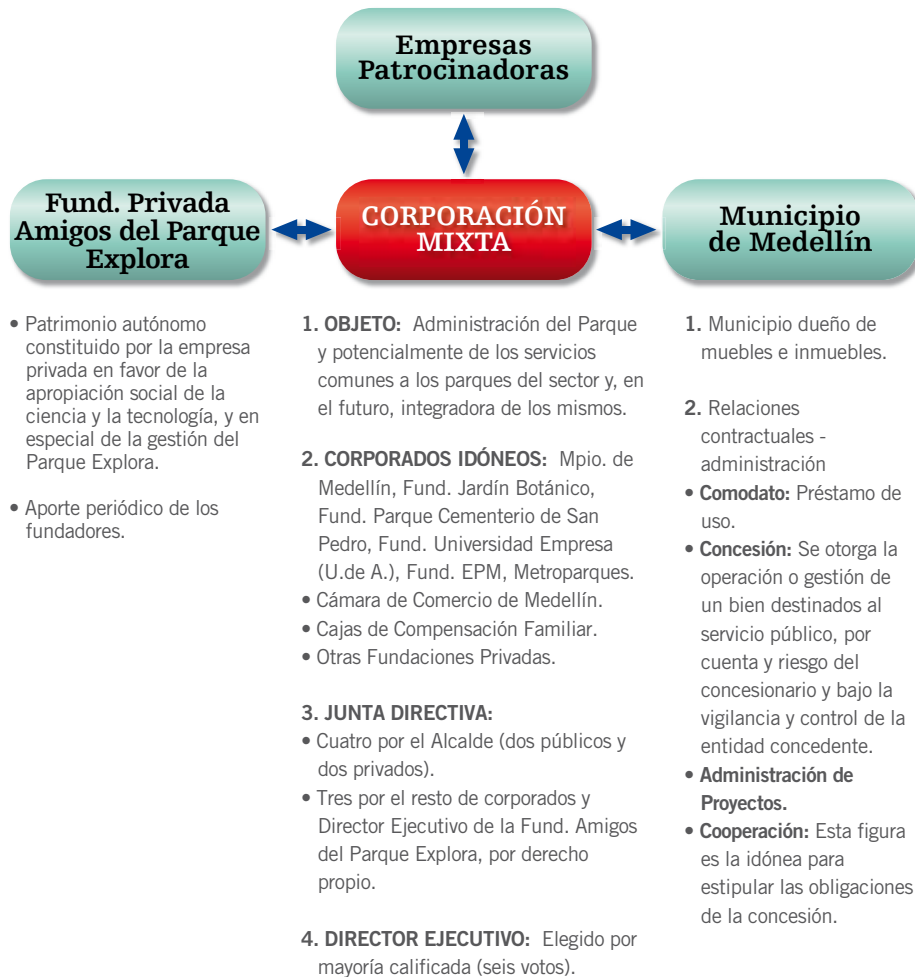 Empresas
Patrocinadoras
Fund. Privada
Amigos del Parque
Explora
CORPORACIÓN
MIXTA
Municipio
de Medellín
• Patrimonio autónomo
constituido por la empresa
privada en favor de la
apropiación social de la
ciencia y la tecnología, y en
especial de la gestión del
Parque Explora.
• Aporte periódico de los
fundadores.
1. OBJETO: Administración del Parque
y potencialmente de los servicios
comunes a los parques del sector y, en
el futuro, integradora de los mismos.
2. CORPORADOS IDÓNEOS: Mpio. de
Medellín, Fund. Jardín Botánico,
Fund. Parque Cementerio de San
Pedro, Fund. Universidad Empresa
(U.de A.), Fund. EPM, Metroparques.
• Cámara de Comercio de Medellín.
• Cajas de Compensación Familiar.
• Otras Fundaciones Privadas.
3. JUNTA DIRECTIVA:
• Cuatro por el Alcalde (dos públicos y
dos privados).
• Tres por el resto de corporados y
Director Ejecutivo de la Fund. Amigos
del Parque Explora, por derecho
propio.
4. DIRECTOR EJECUTIVO: Elegido por
mayoría calificada (seis votos).
1. Municipio dueño de
muebles e inmuebles.
2. Relaciones
contractuales -
administración
• Comodato: Préstamo de
uso.
• Concesión: Se otorga la
operación o gestión de
un bien destinados al
servicio público, por
cuenta y riesgo del
concesionario y bajo la
vigilancia y control de la
entidad concedente.
• Administración de
Proyectos.
• Cooperación: Esta figura
es la idónea para
estipular las obligaciones
de la concesión.